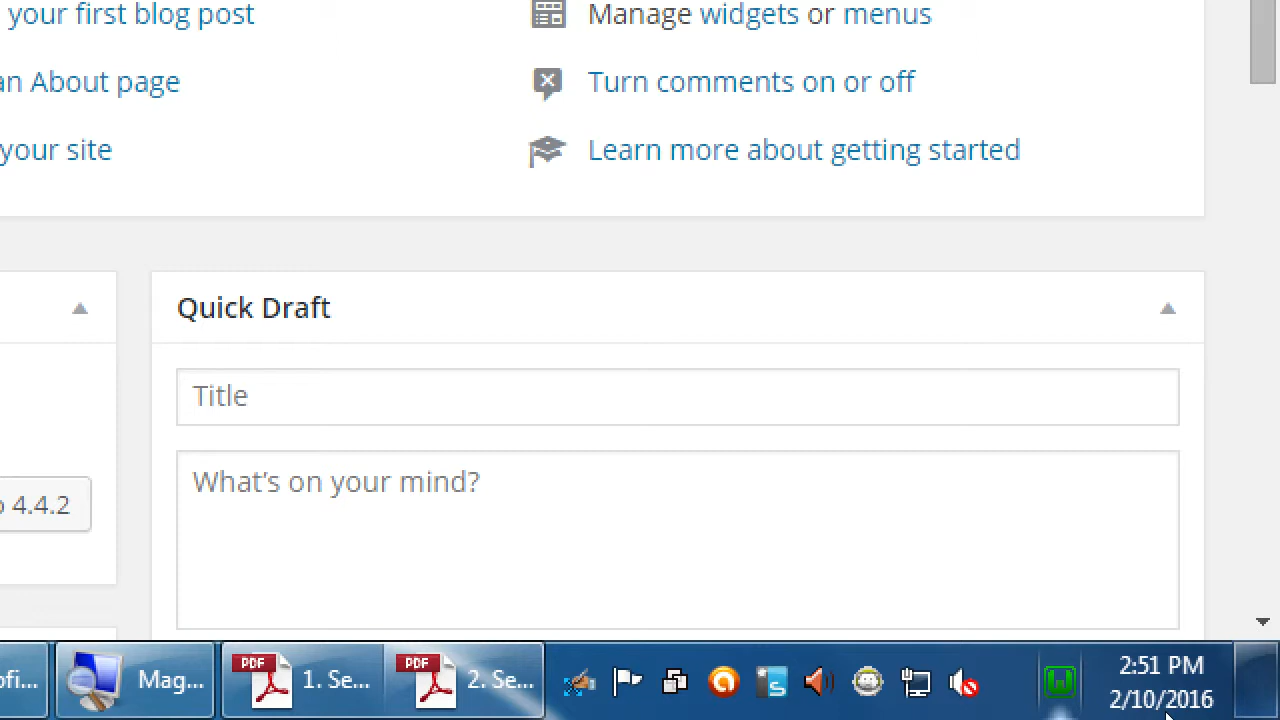 your first blog post
Manage widgets or menus
an About page
Turn comments on or off
your site
Learn more about getting started
Quick Draft
Title
What's on your mind?
4.4.2
PDF
PDF
Mag...
1. Se...
2. Se...
2:51 PM
2/10/2016